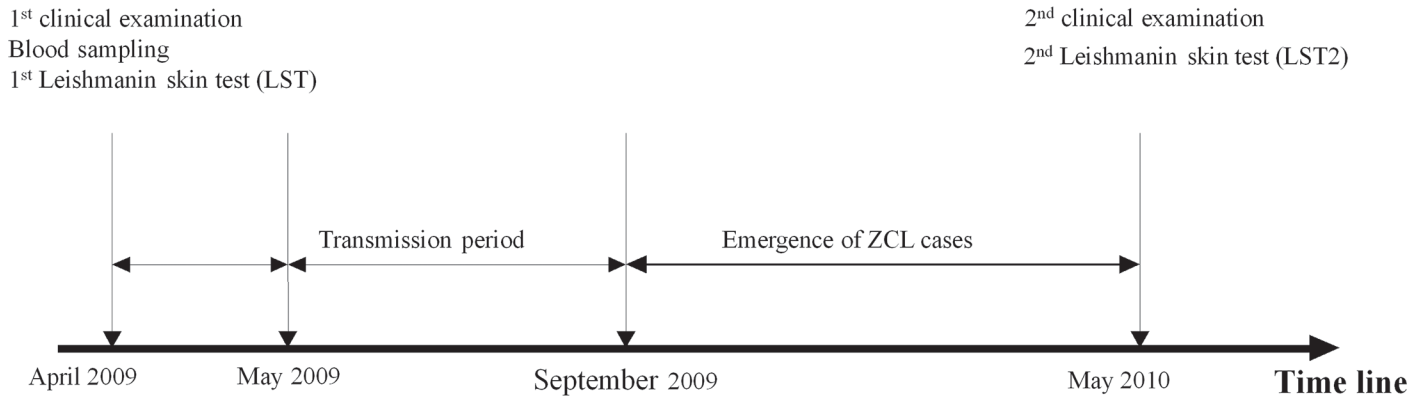 1st clinical examination
Blood sampling
1st Leishmanin skin test (LST)
2nd clinical examination
2nd Leishmanin skin test (LST2)
Transmission period
Emergence of ZCL cases
April 2009
May 2009
September 2009
May 2010
Time line